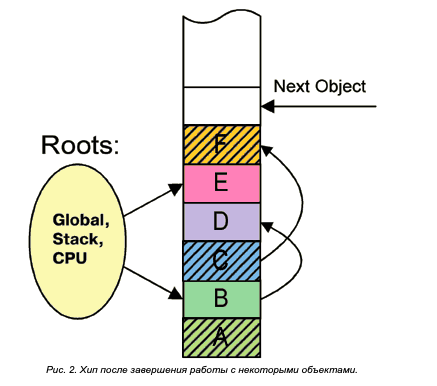 Next Object
Roots:
F
E
Global,
Stack,
CPU
D
C
B
A
Рис. 2. Хип после завершения работы с некоторыми объектами.